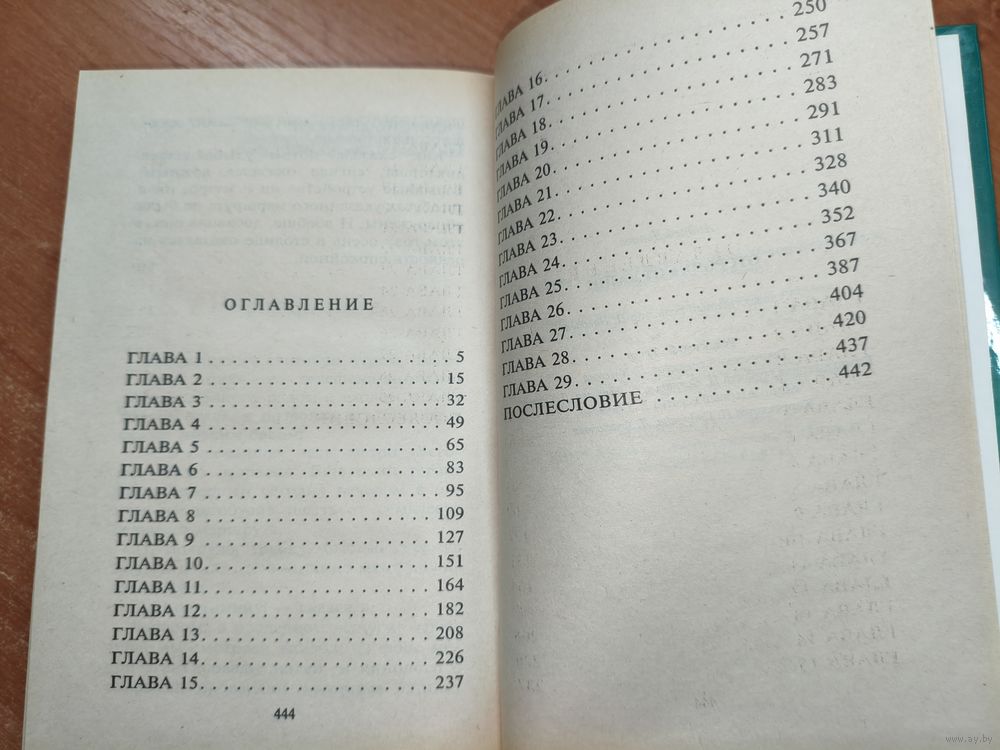 ОГЛАВЛЕНИЕ
ГЛАВА 1 . . . . . . . . . . . . . . . . . . . . 5
ГЛАВА 2 . . . . . . . . . . . . . . . . . . . . 15
ГЛАВА 3 . . . . . . . . . . . . . . . . . . . . 32
ГЛАВА 4 . . . . . . . . . . . . . . . . . . . . 49
ГЛАВА 5 . . . . . . . . . . . . . . . . . . . . 65
ГЛАВА 6 . . . . . . . . . . . . . . . . . . . . 83
ГЛАВА 7 . . . . . . . . . . . . . . . . . . . . 95
ГЛАВА 8 . . . . . . . . . . . . . . . . . . . . 109
ГЛАВА 9 . . . . . . . . . . . . . . . . . . . . 127
ГЛАВА 10. . . . . . . . . . . . . . . . . . . . 151
ГЛАВА 11. . . . . . . . . . . . . . . . . . . . 164
ГЛАВА 12. . . . . . . . . . . . . . . . . . . . 182
ГЛАВА 13. . . . . . . . . . . . . . . . . . . . 208
ГЛАВА 14. . . . . . . . . . . . . . . . . . . . 226
ГЛАВА 15. . . . . . . . . . . . . . . . . . . . 237
444
ГЛАВА 16. . . . . . . . . . . . . . . . . . . . 250
ГЛАВА 17. . . . . . . . . . . . . . . . . . . . 257
ГЛАВА 18. . . . . . . . . . . . . . . . . . . . 271
ГЛАВА 19. . . . . . . . . . . . . . . . . . . . 283
ГЛАВА 20. . . . . . . . . . . . . . . . . . . . 291
ГЛАВА 21. . . . . . . . . . . . . . . . . . . . 311
ГЛАВА 22. . . . . . . . . . . . . . . . . . . . 328
ГЛАВА 23. . . . . . . . . . . . . . . . . . . . 340
ГЛАВА 24. . . . . . . . . . . . . . . . . . . . 352
ГЛАВА 25. . . . . . . . . . . . . . . . . . . . 367
ГЛАВА 26. . . . . . . . . . . . . . . . . . . . 387
ГЛАВА 27. . . . . . . . . . . . . . . . . . . . 404
ГЛАВА 28. . . . . . . . . . . . . . . . . . . . 420
ГЛАВА 29. . . . . . . . . . . . . . . . . . . . 437
ПОСЛЕСЛОВИЕ . . . . . . . . . . . . 442
www.ay.by